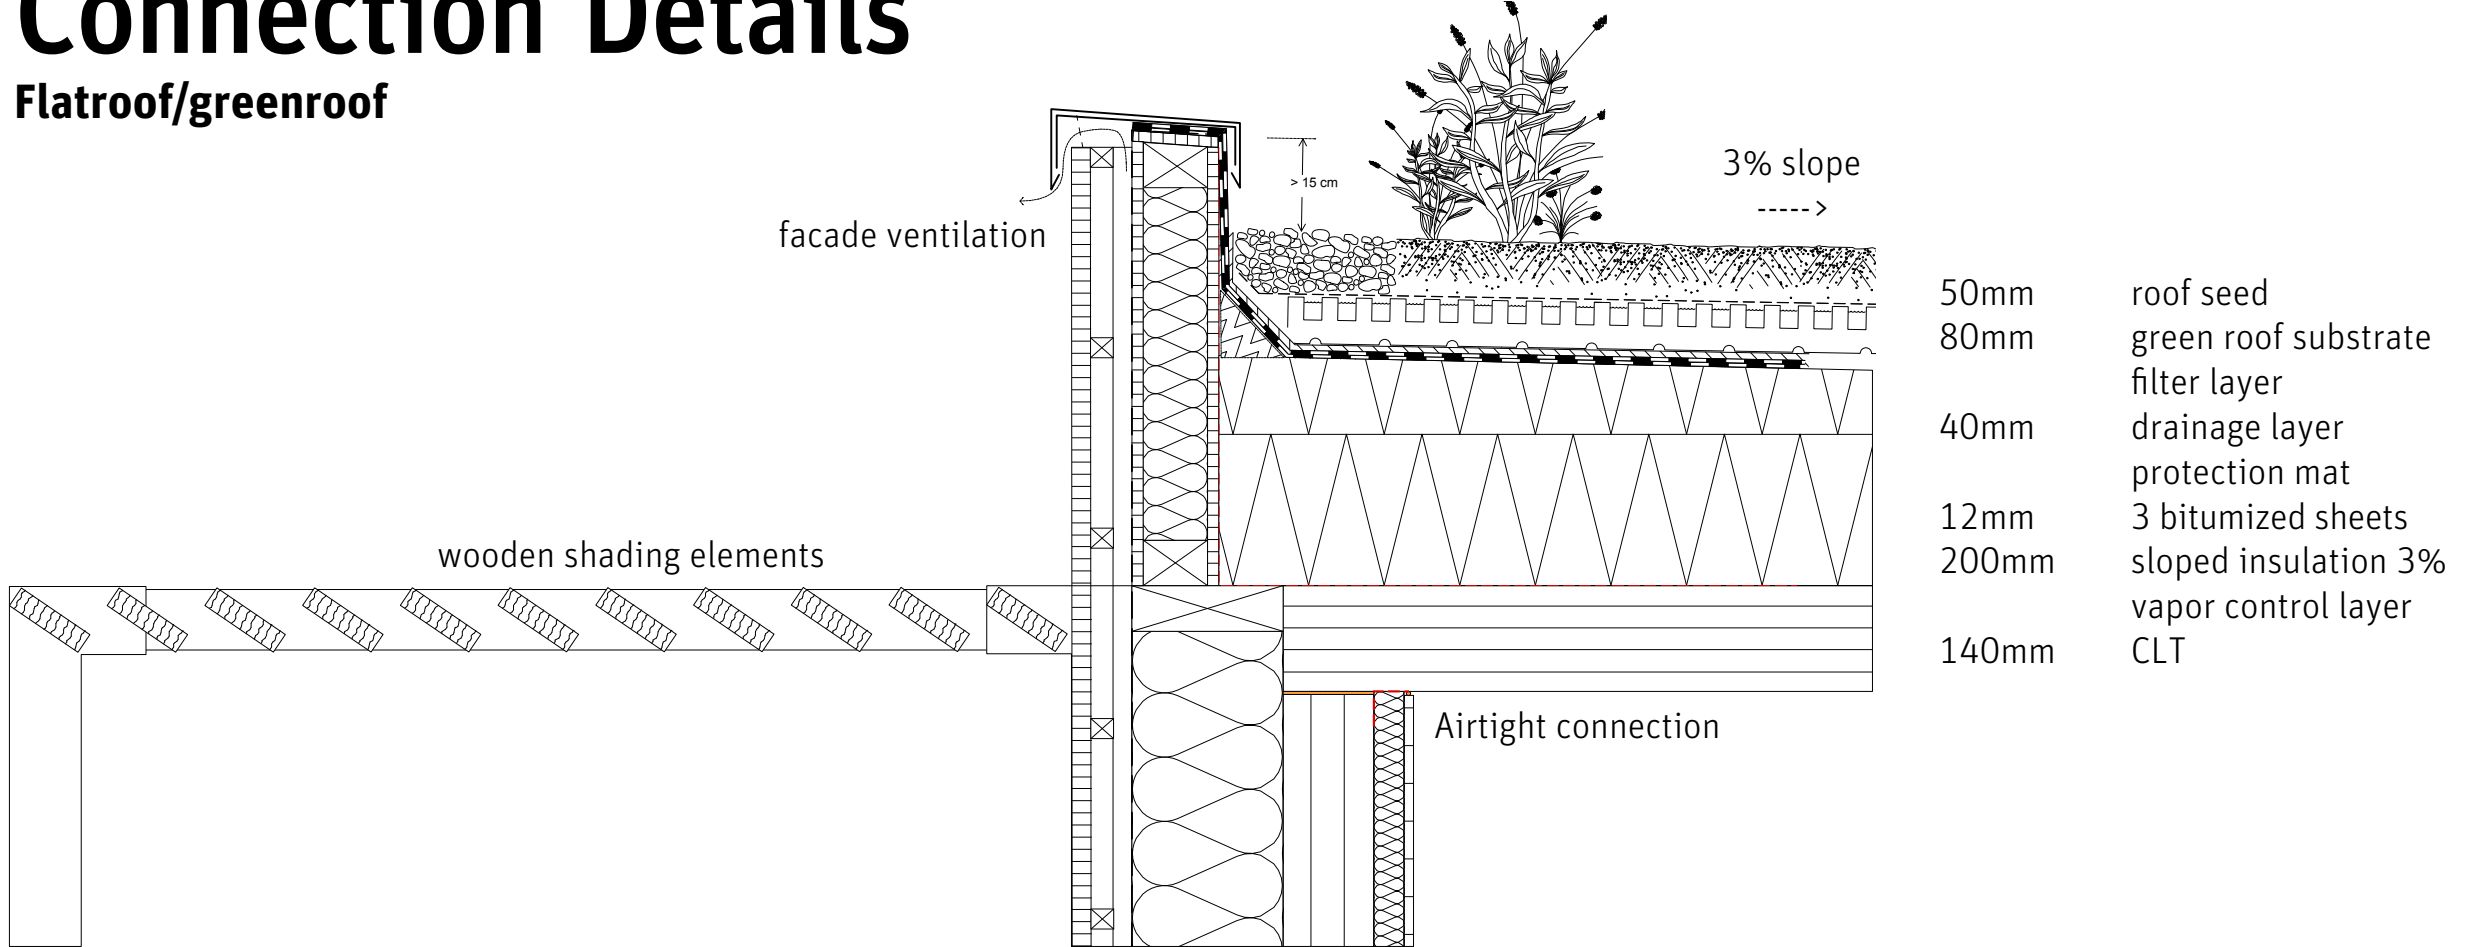 Connection Details
Flatroof/greenroof
> 15 cm
3% slope
----->
facade ventilation
50mm roof seed
80mm green roof substrate
filter layer
40mm drainage layer
protection mat
12mm 3 bitumized sheets
200mm sloped insulation 3%
vapor control layer
140mm CLT
wooden shading elements
Airtight connection